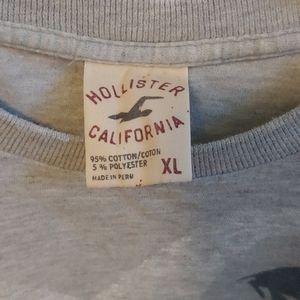 HOLLISTER
CALIFORNIA
95% COTTON/COTON
5% POLYESTER
XL
MADE IN PERU